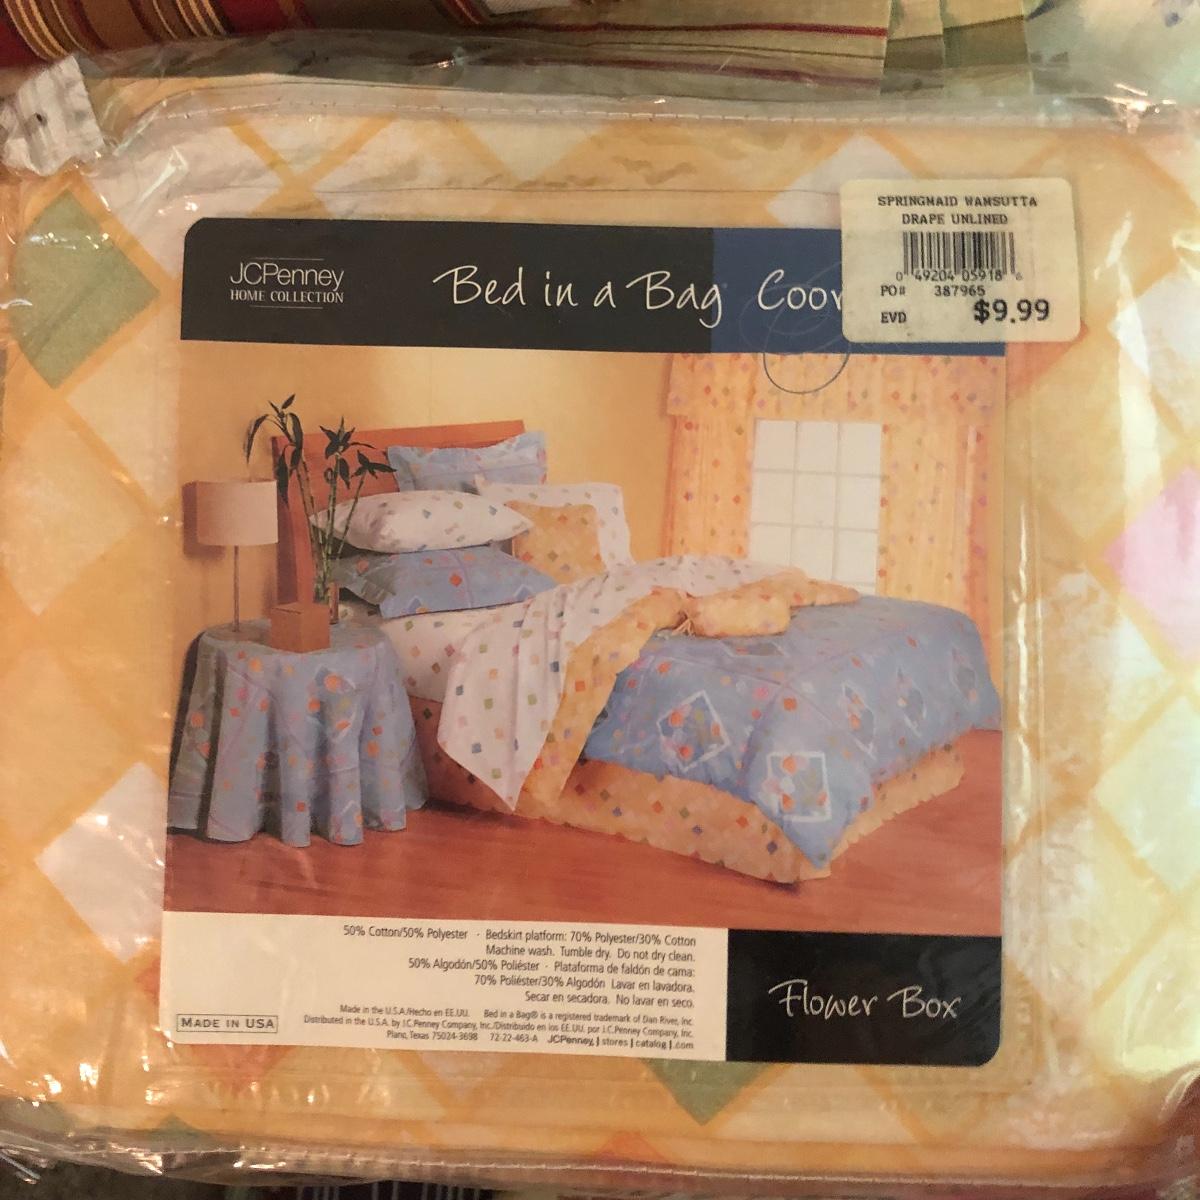 SPRINGMAID WAMSUTTA
DRAPE UNLINED
0 49204 05918 6
PO# 387965
EVD $9.99
JCPenney
HOME COLLECTION
Bed in a Bag Coor
50% Cotton/50% Polyester · Bedskirt platform: 70% Polyester/30% Cotton
Machine wash. Tumble dry. Do not dry clean.
50% Algodón/50% Poliéster · Plataforma de faldón de cama:
70% Poliéster/30% Algodón Lavar en lavadora.
Secar en secadora. No lavar en seco.
Made in the U.S.A./Hecho en EE.UU. Bed in a Bag® is a registered trademark of Dan River, Inc.
Distributed in the U.S.A. by J.C.Penney Company, Inc./Distribuido en los EE.UU. por J.C.Penney Company, Inc.
Plano, Texas 75024-3698 72-22-463-A JCPenney | stores | catalog | .com
MADE IN USA
Flower Box